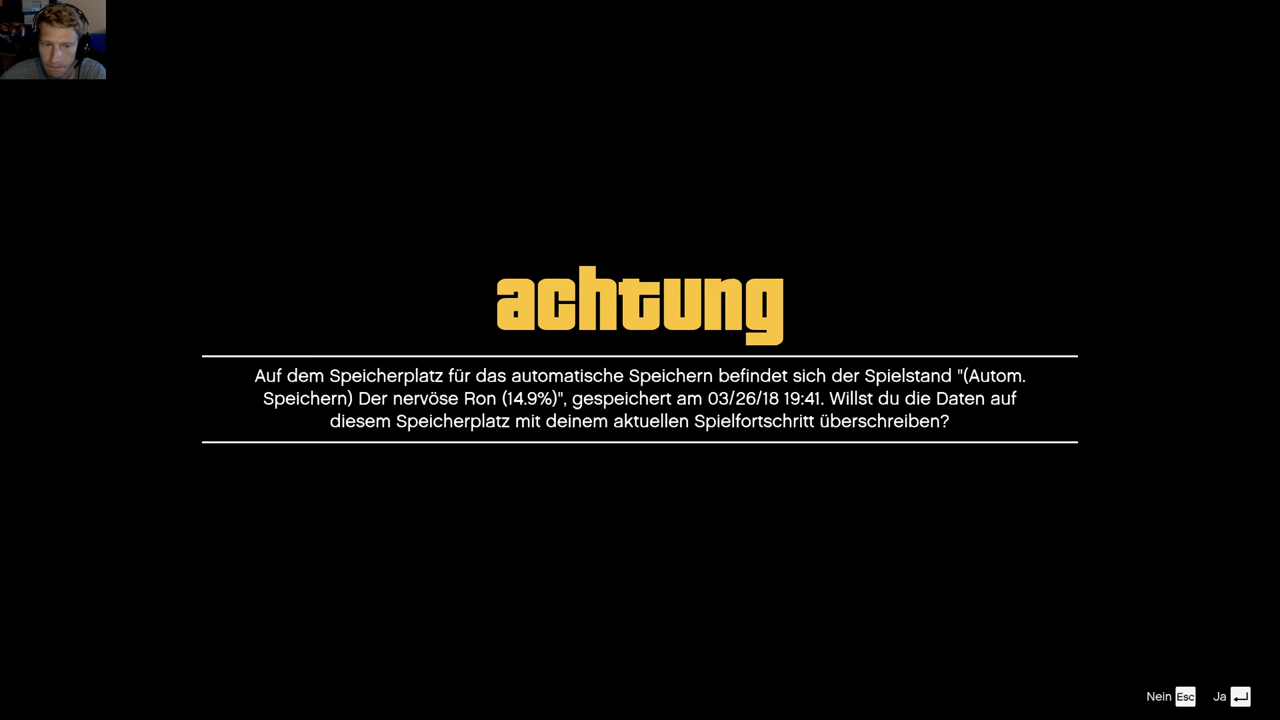 achtung
Auf dem Speicherplatz für das automatische Speichern befindet sich der Spielstand "(Autom.
Speichern) Der nervöse Ron (14.9%)", gespeichert am 03/26/18 19:41. Willst du die Daten auf
diesem Speicherplatz mit deinem aktuellen Spielfortschritt überschreiben?
Nein Esc Ja